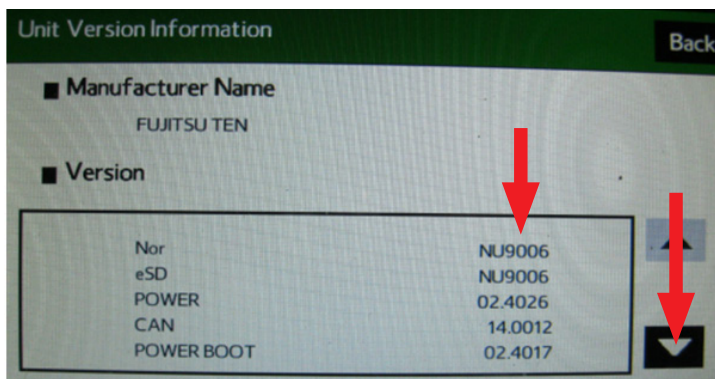 Unit Version Information
Back
Manufacturer Name
FUJITSU TEN
Version
Nor NU9006
eSD NU9006
POWER 02.4026
CAN 14.0012
POWER BOOT 02.4017